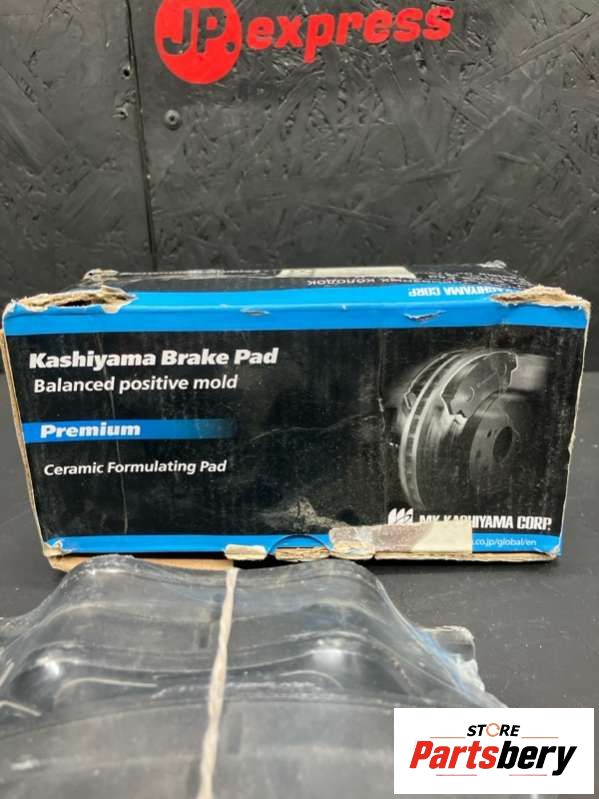 JP.express
КОЛОДОК
KASHIYAMA CORP.
Kashiyama Brake Pad
Balanced positive mold
Premium
Ceramic Formulating Pad
MK KASHIYAMA CORP.
.co.jp/global/en
STORE
Partsbery